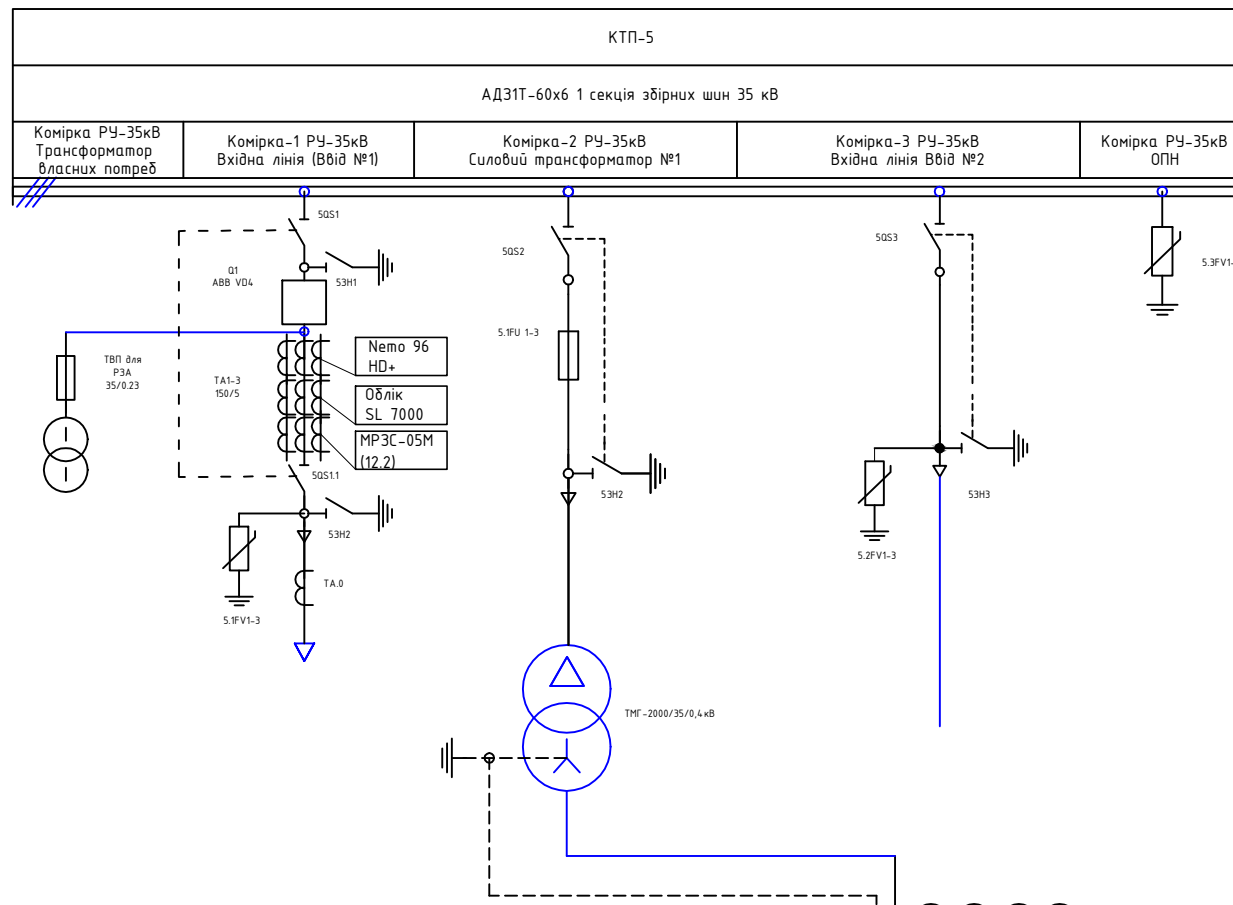 КТП-5
АД31Т-60х6 1 секція збірних шин 35 кВ
Комірка РУ-35кВ
Трансформатор
власних потреб
Комірка-1 РУ-35кВ
Вхідна лінія (Ввід №1)
Комірка-2 РУ-35кВ
Силовий трансформатор №1
Комірка-3 РУ-35кВ
Вхідна лінія Ввід №2
Комірка РУ-35кВ
ОПН
5QS1
Q1
ABB VD4
53H1
5QS2
5QS3
5.3FV1-
ТВП для
РЗА
35/0.23
TA1-3
150/5
Nemo 96
HD+
Облік
SL 7000
МРЗС-05М
(12.2)
5.1FU 1-3
5QS1.1
53H2
53H2
53H3
5.1FV1-3
TA.0
5.2FV1-3
ТМГ-2000/35/0,4кВ